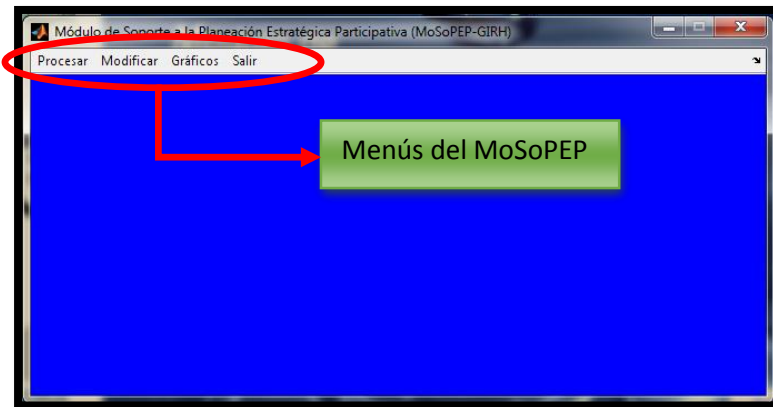 Módulo de Soporte a la Planeación Estratégica Participativa (MoSoPEP-GIRH)
Procesar Modificar Gráficos Salir
Menús del MoSoPEP